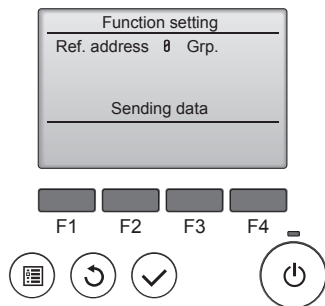 Function setting
Ref. address 0 Grp.
Sending data
F1 F2 F3 F4